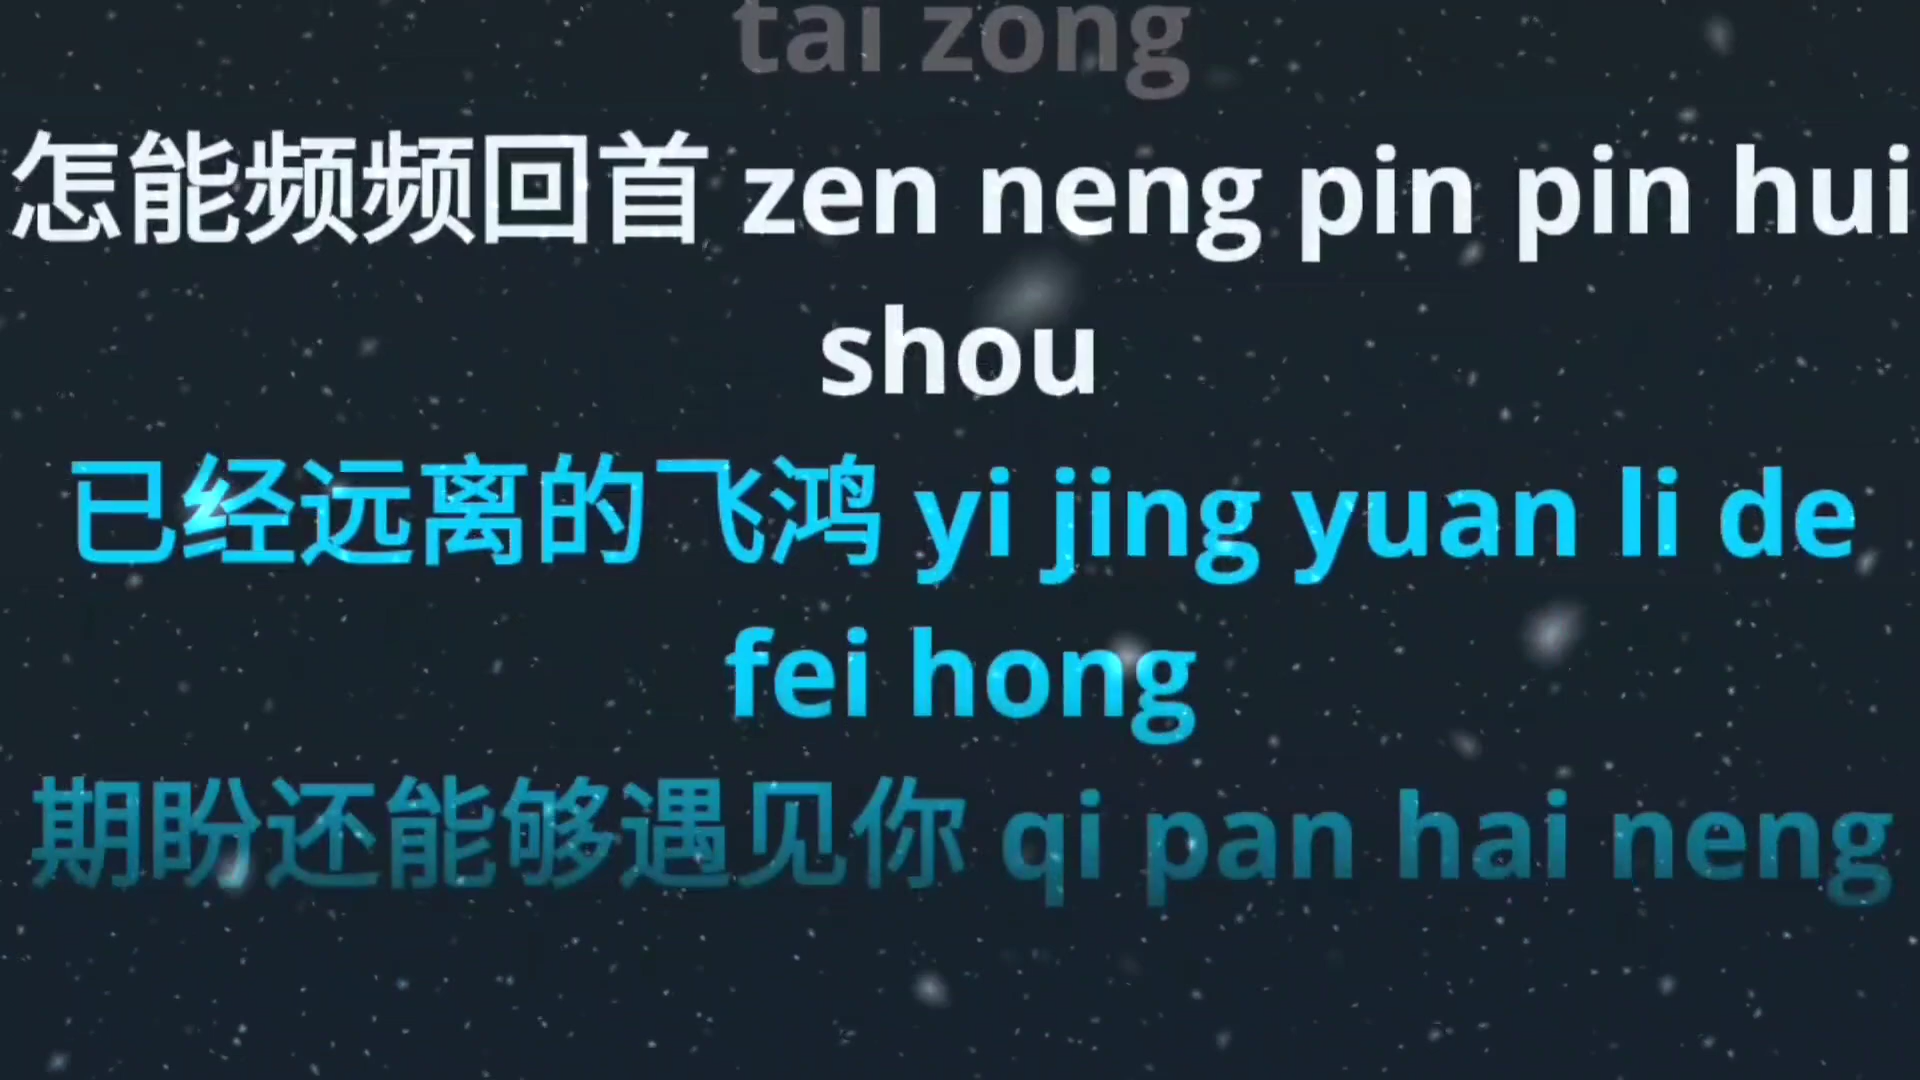 tai zong
怎能频频回首 zen neng pin pin hui
shou
已经远离的飞鸿 yi jing yuan li de
fei hong
期盼还能够遇见你 qi pan hai neng